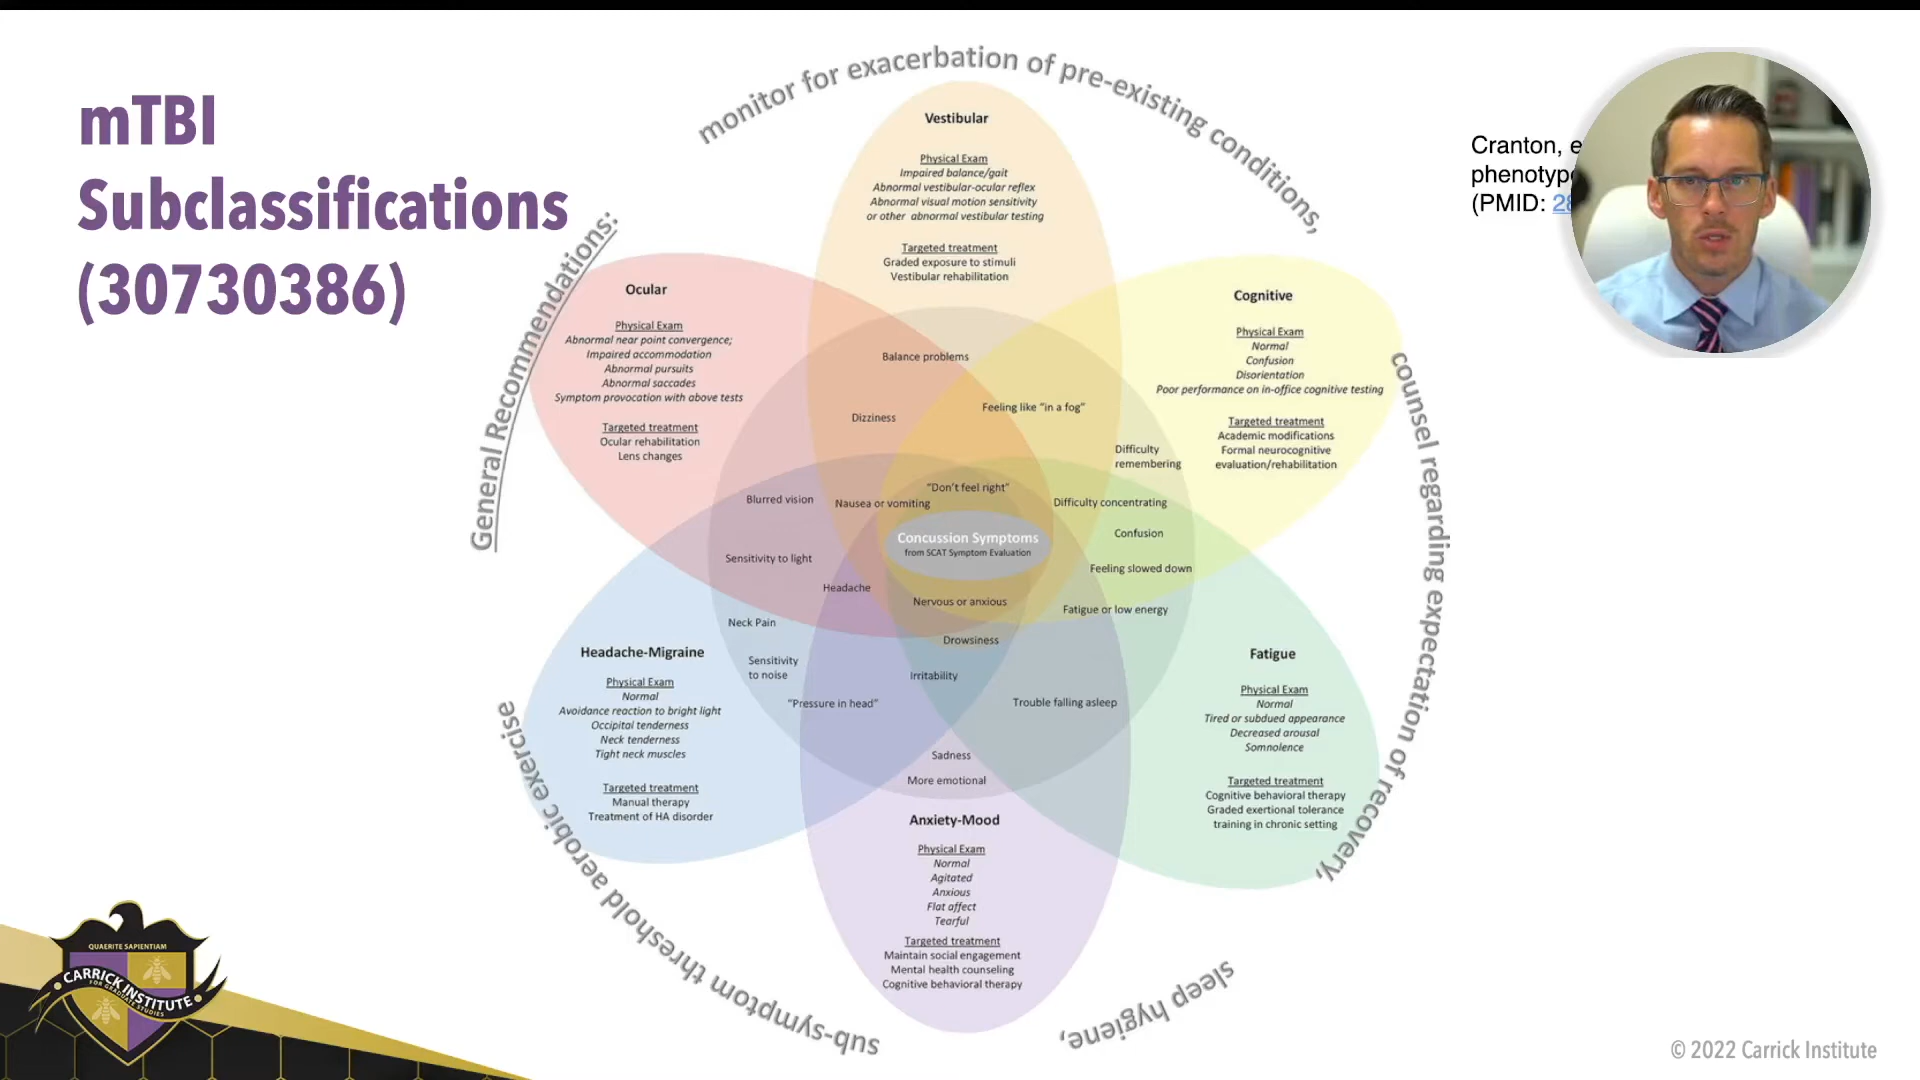 mTBI
Subclassifications
(30730386)
General Recommendations:
monitor for exacerbation of pre-existing conditions,
counsel regarding expectation of recovery,
sleep hygiene,
sub-symptom threshold aerobic exercise
Cranton, e
(PMID: 28
Vestibular
Physical Exam
Impaired balance/gait
Abnormal vestibular-ocular reflex
Abnormal visual motion sensitivity
or other abnormal vestibular testing
Targeted treatment
Graded exposure to stimuli
Vestibular rehabilitation
Ocular
Physical Exam
Abnormal near point convergence;
Impaired accommodation
Abnormal pursuits
Abnormal saccades
Symptom provocation with above tests
Targeted treatment
Ocular rehabilitation
Lens changes
Cognitive
Physical Exam
Normal
Confusion
Disorientation
Poor performance on in-office cognitive testing
Targeted treatment
Academic modifications
Formal neurocognitive
evaluation/rehabilitation
Balance problems
Dizziness
Feeling like "in a fog"
Difficulty
remembering
Blurred vision
Nausea or vomiting
"Don't feel right"
Difficulty concentrating
Concussion Symptoms
from SCAT Symptom Evaluation
Confusion
Sensitivity to light
Feeling slowed down
Headache
Nervous or anxious
Fatigue or low energy
Neck Pain
Drowsiness
Sensitivity
to noise
Irritability
"Pressure in head"
Trouble falling asleep
Sadness
More emotional
Headache-Migraine
Physical Exam
Normal
Avoidance reaction to bright light
Occipital tenderness
Neck tenderness
Tight neck muscles
Targeted treatment
Manual therapy
Treatment of HA disorder
Fatigue
Physical Exam
Normal
Tired or subdued appearance
Decreased arousal
Somnolence
Targeted treatment
Cognitive behavioral therapy
Graded exertional tolerance
training in chronic setting
Anxiety-Mood
Physical Exam
Normal
Agitated
Anxious
Flat affect
Tearful
Targeted treatment
Maintain social engagement
Mental health counseling
Cognitive behavioral therapy
QUAERITE SAPIENTIAM
CARRICK INSTITUTE
FOR GRADUATE STUDIES
© 2022 Carrick Institute